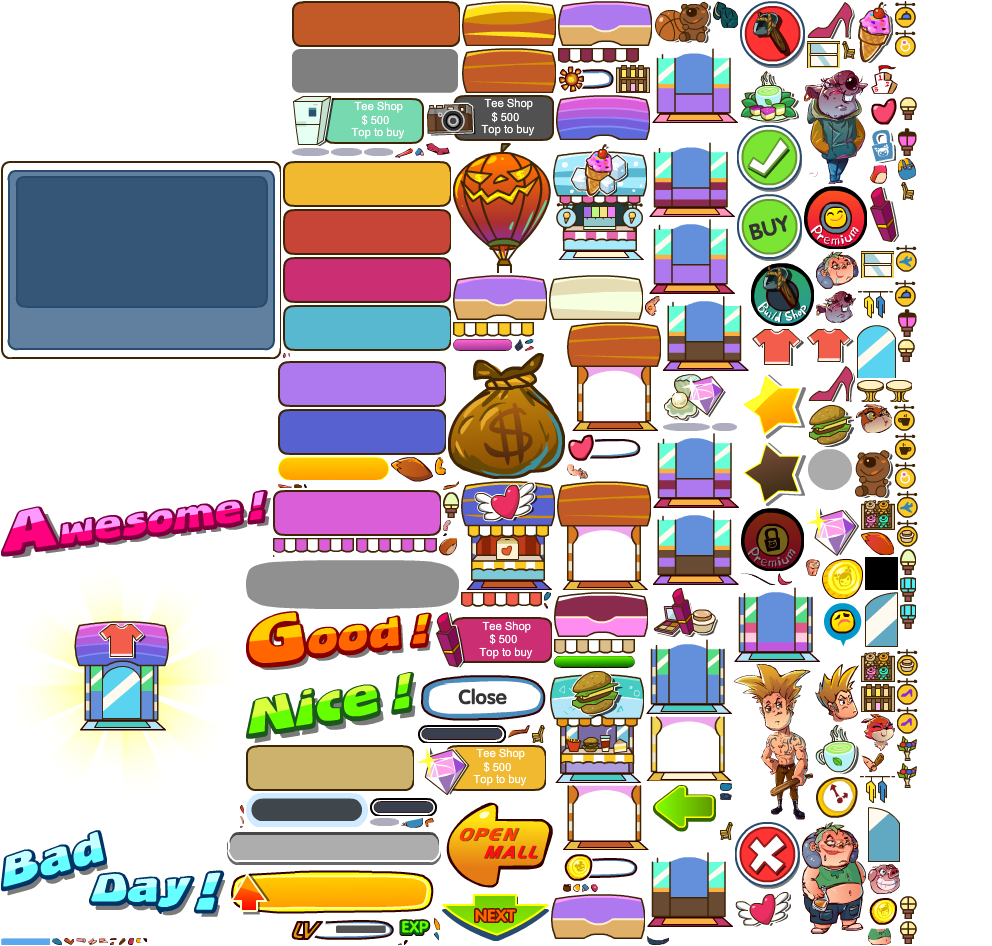 Tee Shop
$ 500
Top to buy
Tee Shop
$ 500
Top to buy
BUY
Premium
Build Shop
$
Awesome!
Premium
Good!
Tee Shop
$ 500
Top to buy
Nice!
Close
Tee Shop
$ 500
Top to buy
OPEN
MALL
Bad
Day!
LV
EXP
NEXT